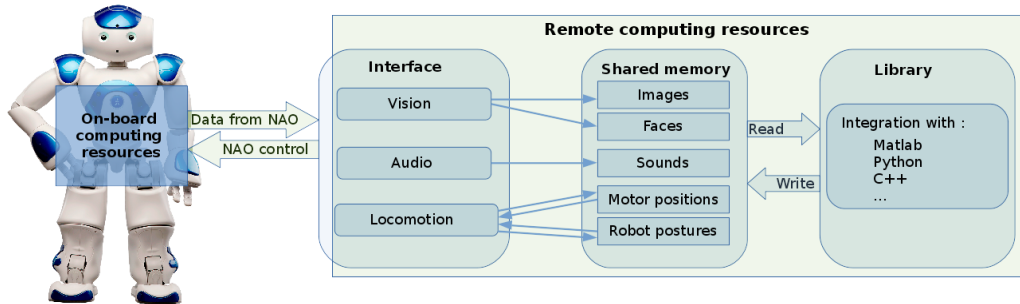 Remote computing resources
On-board
computing
resources
Data from NAO
NAO control
Interface
Vision
Audio
Locomotion
Shared memory
Images
Faces
Sounds
Motor positions
Robot postures
Read
Write
Library
Integration with :
Matlab
Python
C++
...